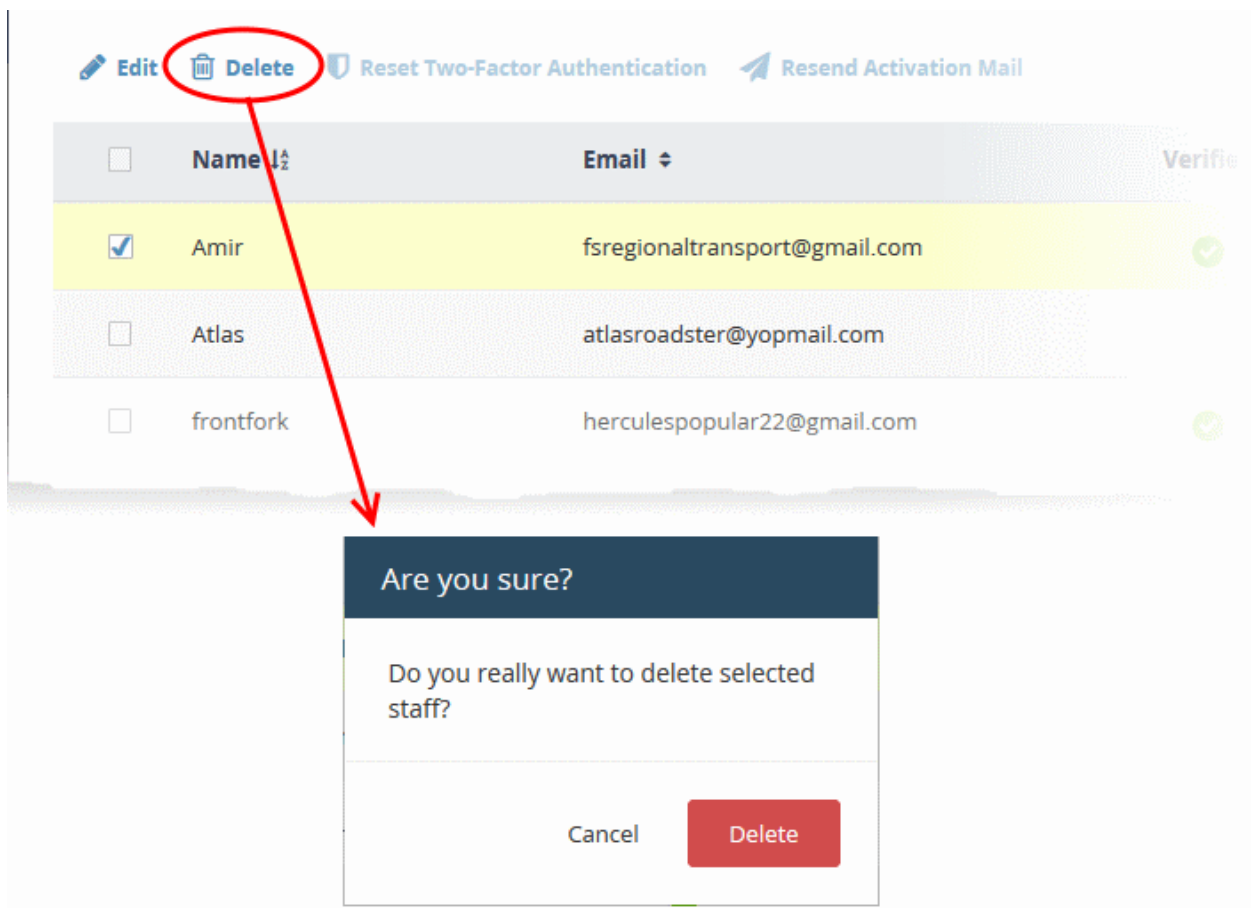 Edit Delete Reset Two-Factor Authentication Resend Activation Mail
Name Email Verifie
Amir fsregionaltransport@gmail.com
Atlas atlasroadster@yopmail.com
frontfork herculespopular22@gmail.com
Are you sure?
Do you really want to delete selected
staff?
Cancel Delete